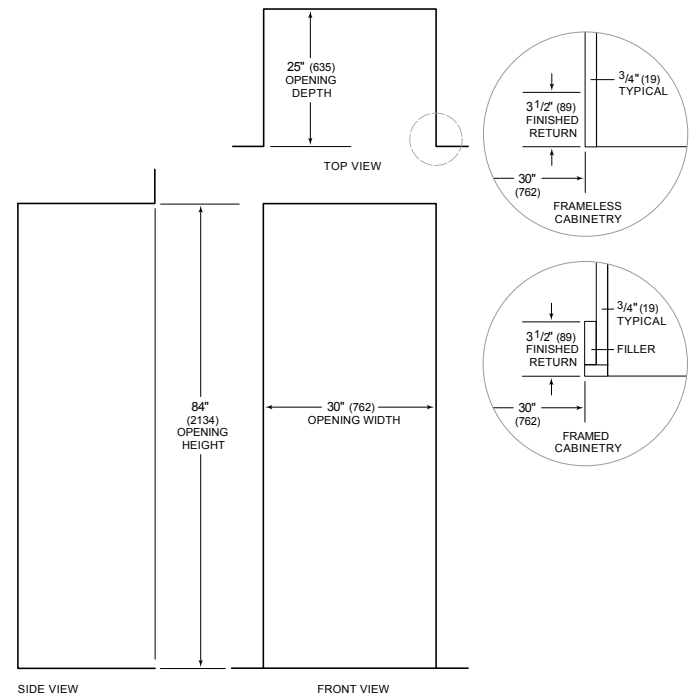 25" (635)
OPENING
DEPTH
TOP VIEW
3/4" (19)
TYPICAL
3 1/2" (89)
FINISHED
RETURN
30"
(762)
FRAMELESS
CABINETRY
3/4" (19)
TYPICAL
3 1/2" (89)
FINISHED
RETURN
FILLER
30"
(762)
FRAMED
CABINETRY
84"
(2134)
OPENING
HEIGHT
30" (762)
OPENING WIDTH
SIDE VIEW
FRONT VIEW